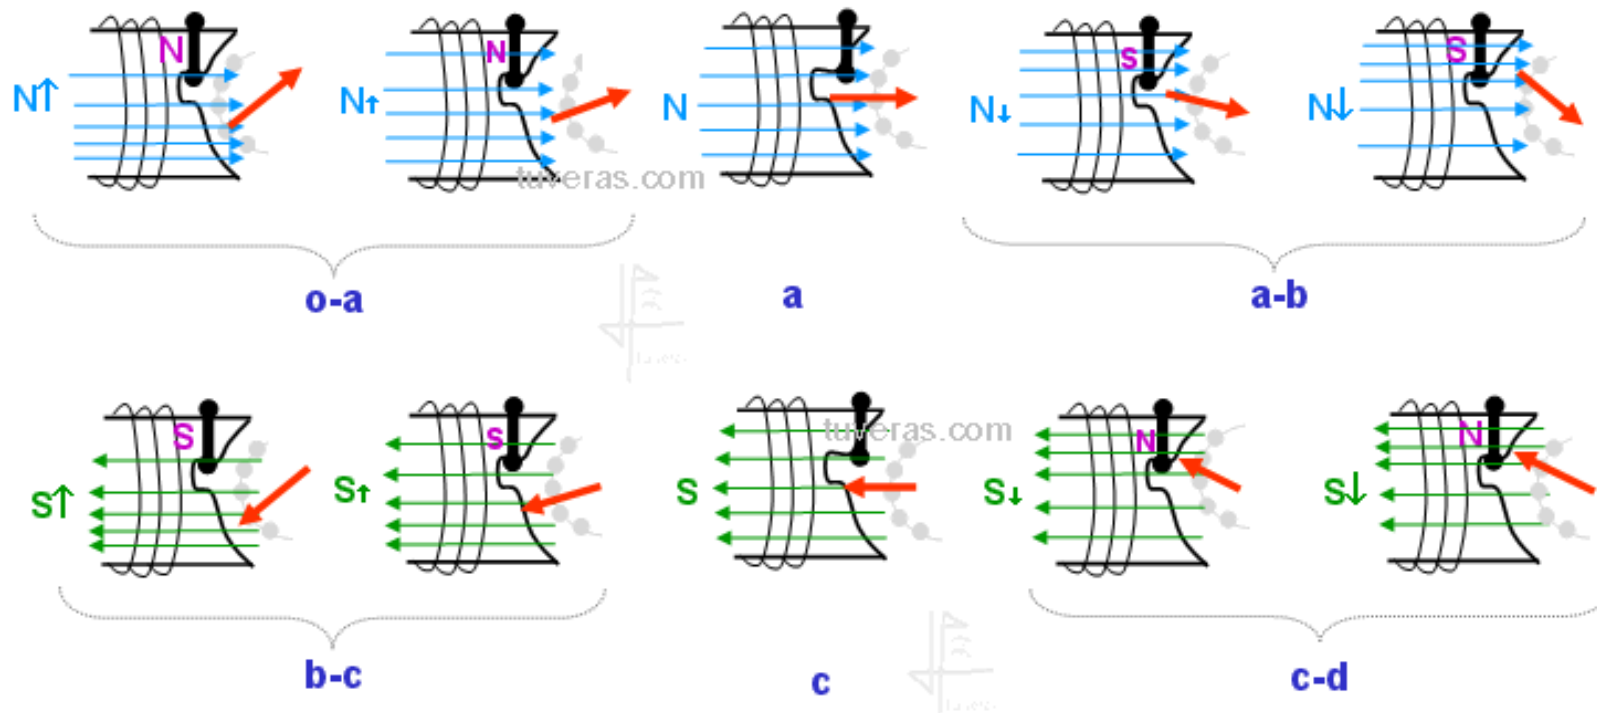 N N N S S
N↑ N↑ N N↓ N↓
tuveras.com
o-a a a-b
S S tuveras.com N N
S↑ S↑ S S↓ S↓
b-c c c-d